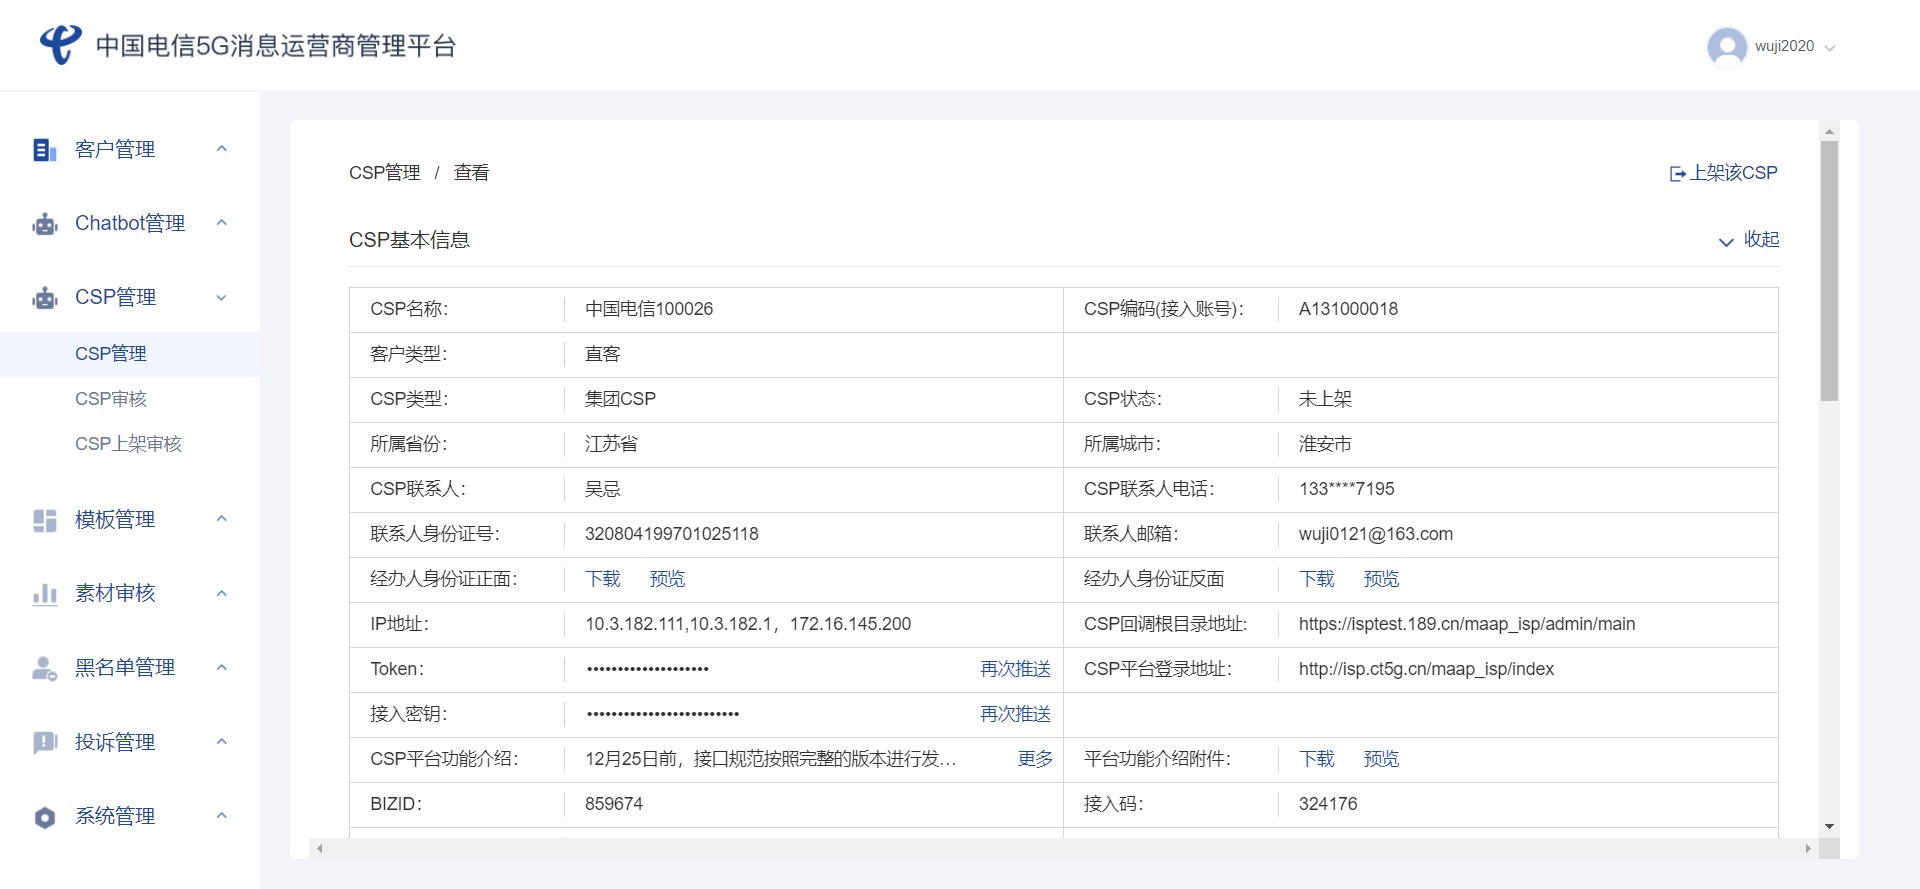 中国电信5G消息运营商管理平台
wuji2020
客户管理
Chatbot管理
CSP管理
CSP管理
CSP审核
CSP上架审核
模板管理
素材审核
黑名单管理
投诉管理
系统管理
CSP管理 / 查看
上架该CSP
CSP基本信息
收起
CSP名称： 中国电信100026 CSP编码(接入账号)： A131000018
客户类型： 直客
CSP类型： 集团CSP CSP状态： 未上架
所属省份： 江苏省 所属城市： 淮安市
CSP联系人： 吴忌 CSP联系人电话： 133****7195
联系人身份证号： 320804199701025118 联系人邮箱： wuji0121@163.com
经办人身份证正面： 下载 预览 经办人身份证反面 下载 预览
IP地址： 10.3.182.111,10.3.182.1，172.16.145.200 CSP回调根目录地址: https://isptest.189.cn/maap_isp/admin/main
Token： •••••••••••••••••••• 再次推送 CSP平台登录地址： http://isp.ct5g.cn/maap_isp/index
接入密钥： ••••••••••••••••••••••••• 再次推送
CSP平台功能介绍： 12月25日前，接口规范按照完整的版本进行发… 更多 平台功能介绍附件： 下载 预览
BIZID： 859674 接入码： 324176